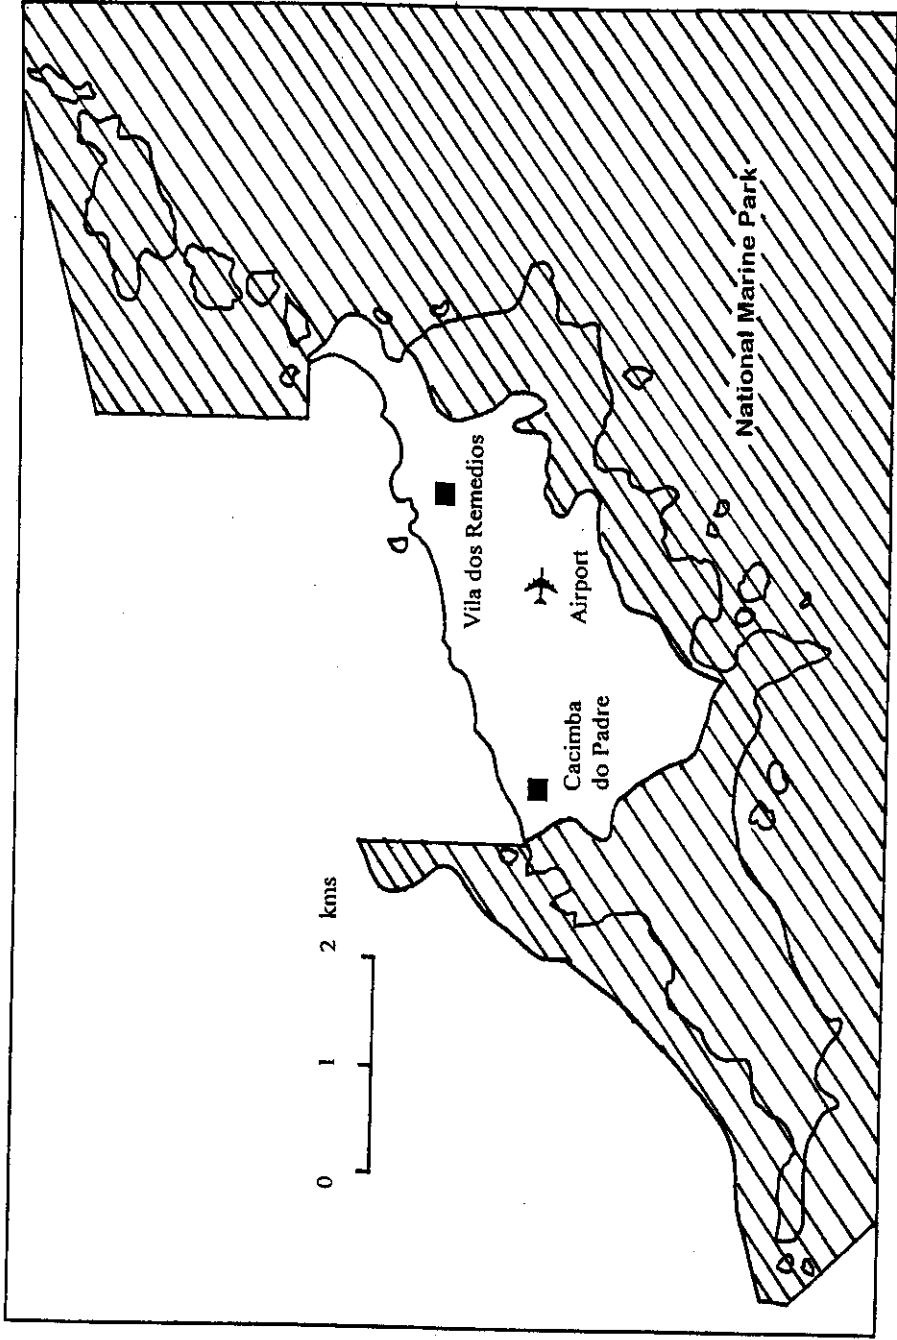 National Marine Park
Vila dos Remedios
Airport
Cacimba
do Padre
0 1 2 kms